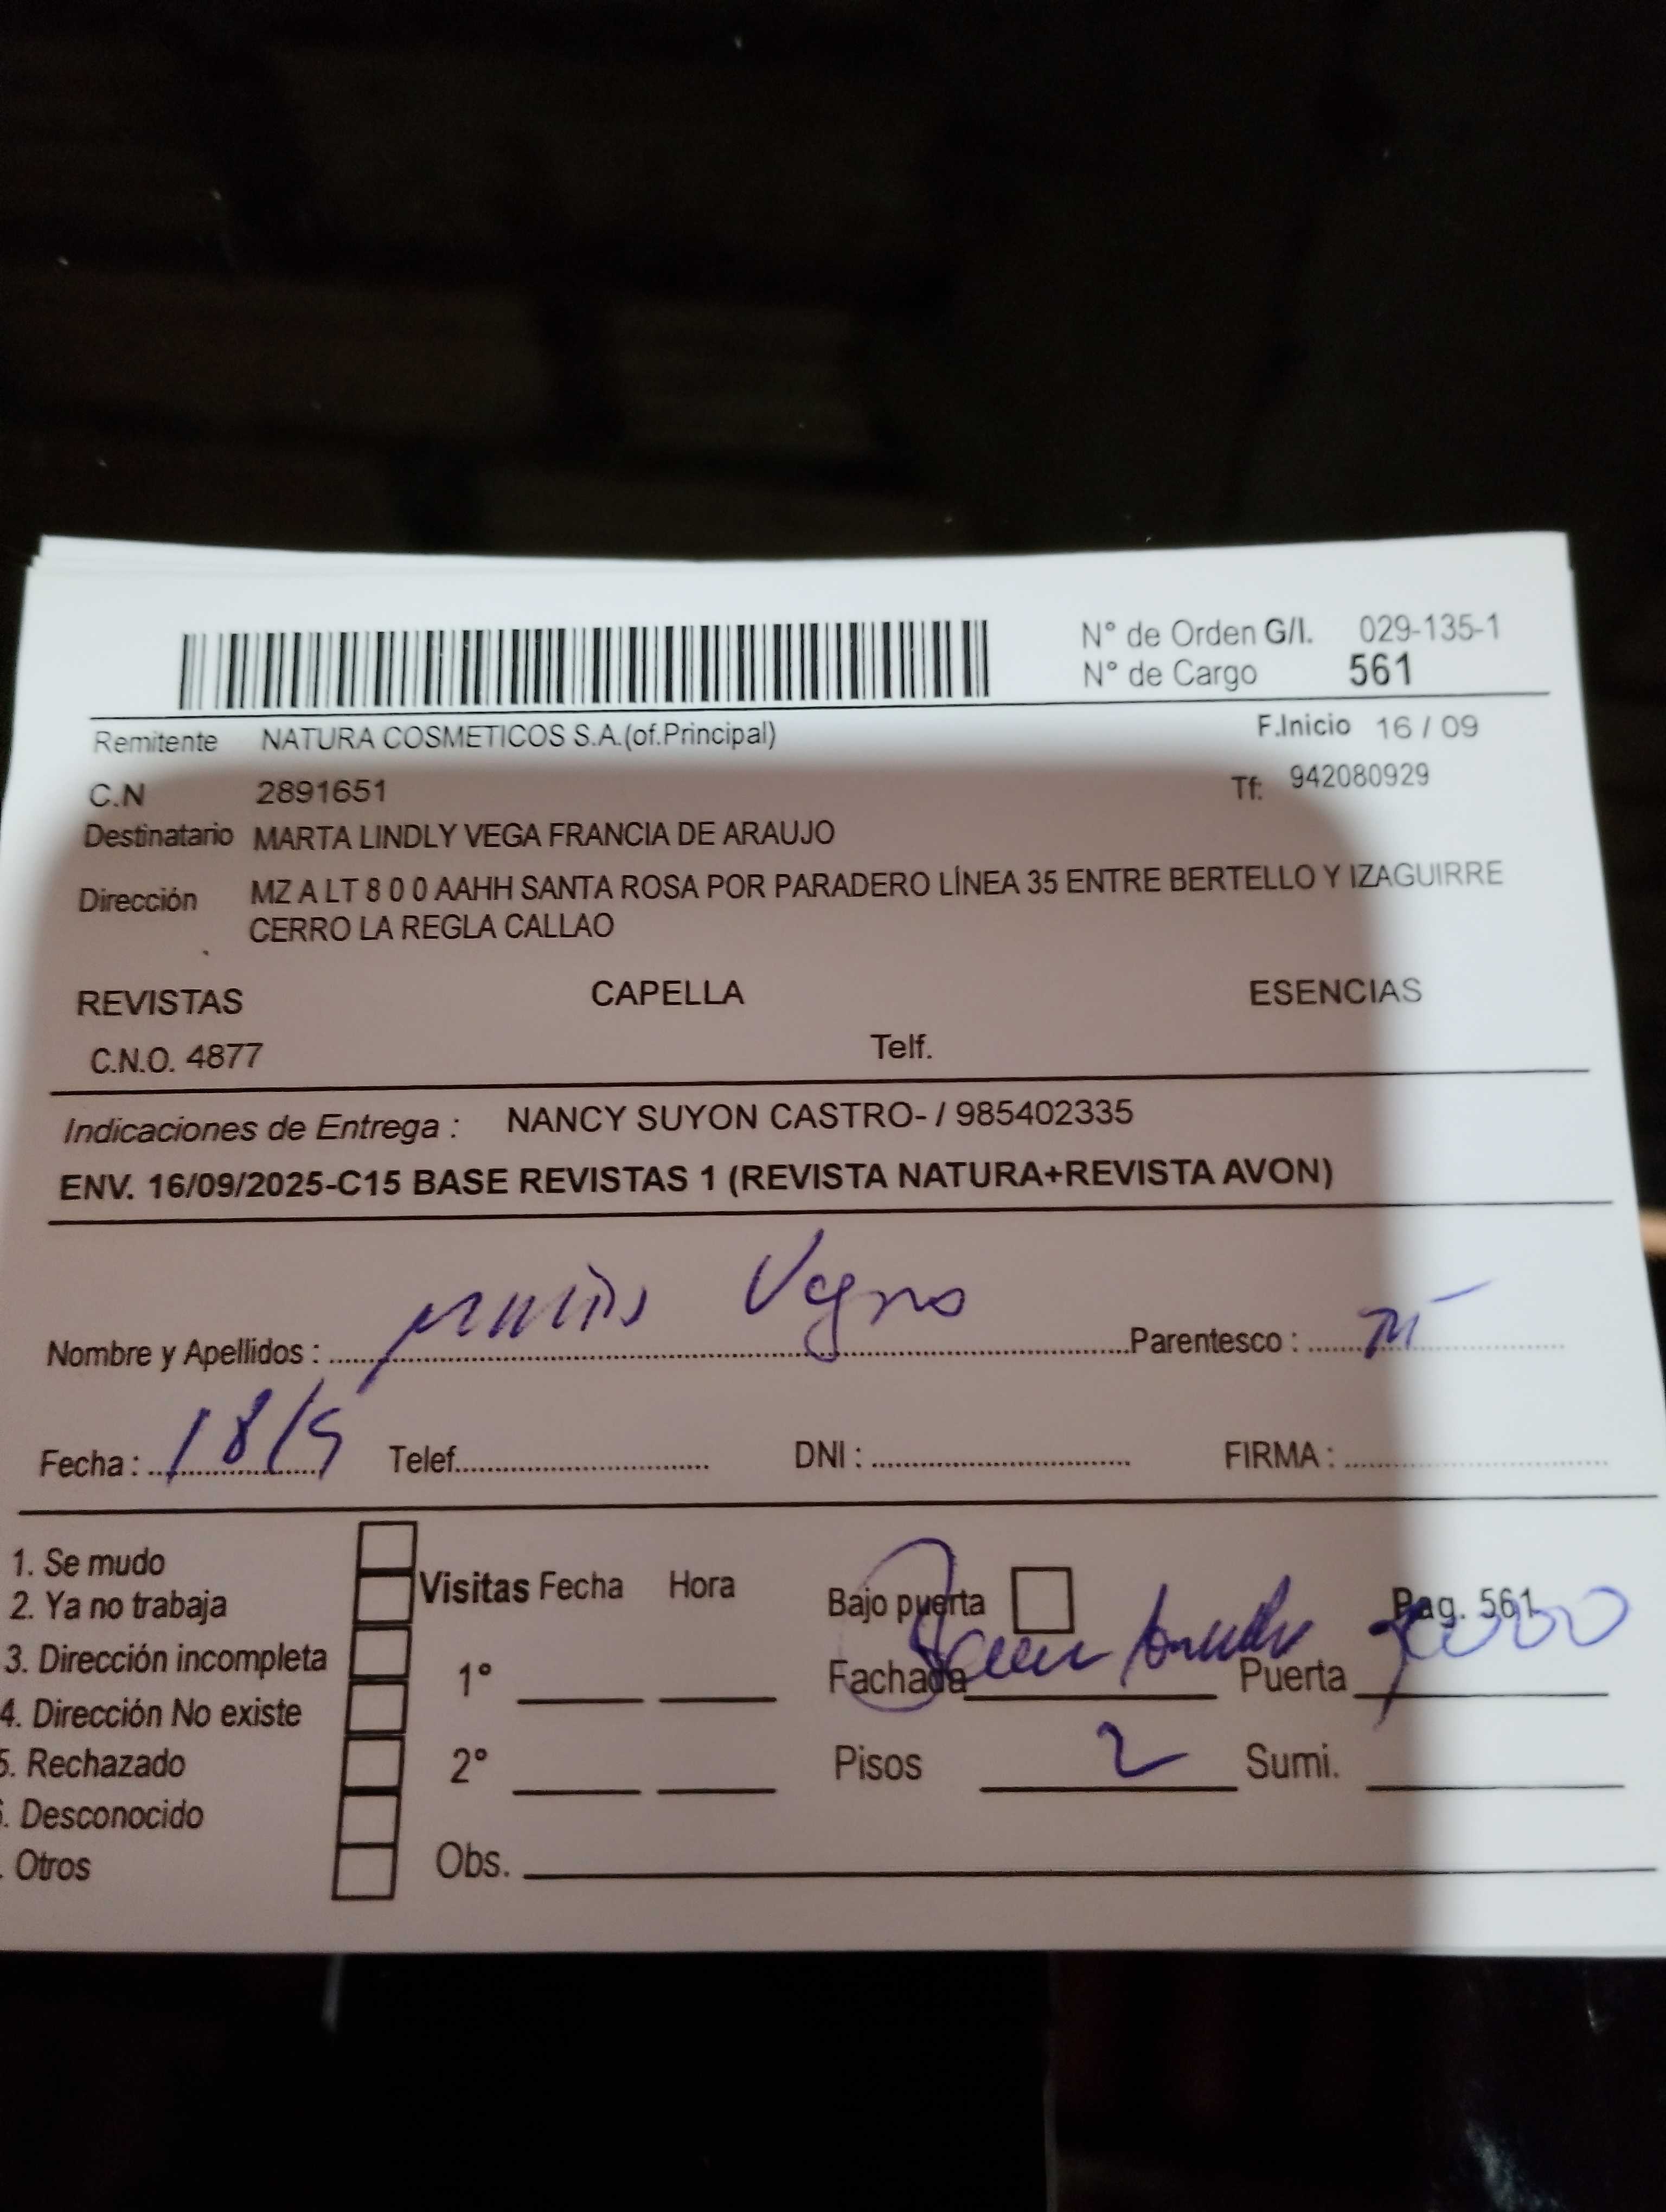 N° de Orden G/I. 029-135-1
N° de Cargo 561
Remitente NATURA COSMETICOS S.A.(of.Principal) F.Inicio 16 / 09
C.N 2891651 Tf: 942080929
Destinatario MARTA LINDLY VEGA FRANCIA DE ARAUJO
Dirección MZ A LT 8 0 0 AAHH SANTA ROSA POR PARADERO LÍNEA 35 ENTRE BERTELLO Y IZAGUIRRE
CERRO LA REGLA CALLAO
REVISTAS CAPELLA ESENCIAS
C.N.O. 4877 Telf.
Indicaciones de Entrega : NANCY SUYON CASTRO- / 985402335
ENV. 16/09/2025-C15 BASE REVISTAS 1 (REVISTA NATURA+REVISTA AVON)
Nombre y Apellidos : Parentesco :
Fecha : 18/9 Telef. DNI : FIRMA :
1. Se mudo
2. Ya no trabaja
3. Dirección incompleta
4. Dirección No existe
5. Rechazado
. Desconocido
. Otros
Visitas Fecha Hora
1°
2°
Obs.
Bajo puerta Pag. 561
Fachada Puerta
Pisos 2 Sumi.